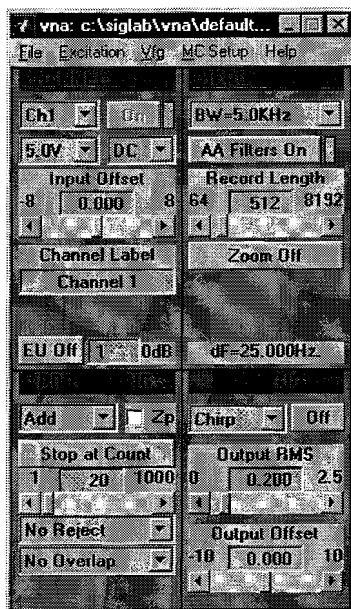 vna: c:\siglab\vna\default...
File Excitation Vfg MC Setup Help
Ch1 On
5.0V DC
Input Offset
-8 0.000 8
Channel Label
Channel 1
EU Off 1 0dB
BW=5.0KHz
AA Filters On
Record Length
64 512 8192
Zoom Off
dF=25.000Hz.
Add Zp
Stop at Count
1 20 1000
No Reject
No Overlap
Chirp Off
Output RMS
0 0.200 2.5
Output Offset
-10 0.000 10